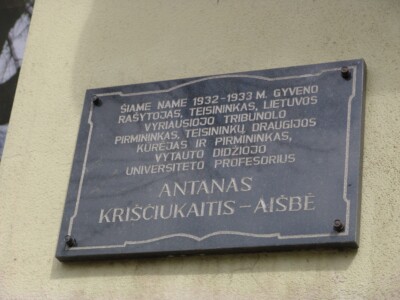 ŠIAME NAME 1932-1933 M. GYVENO
RAŠYTOJAS, TEISININKAS, LIETUVOS
VYRIAUSIOJO TRIBUNOLO
PIRMININKAS, TEISININKŲ DRAUGIJOS
KŪRĖJAS IR PIRMININKAS,
VYTAUTO DIDŽIOJO
UNIVERSITETO PROFESORIUS
ANTANAS
KRIŠČIUKAITIS – AIŠBĖ